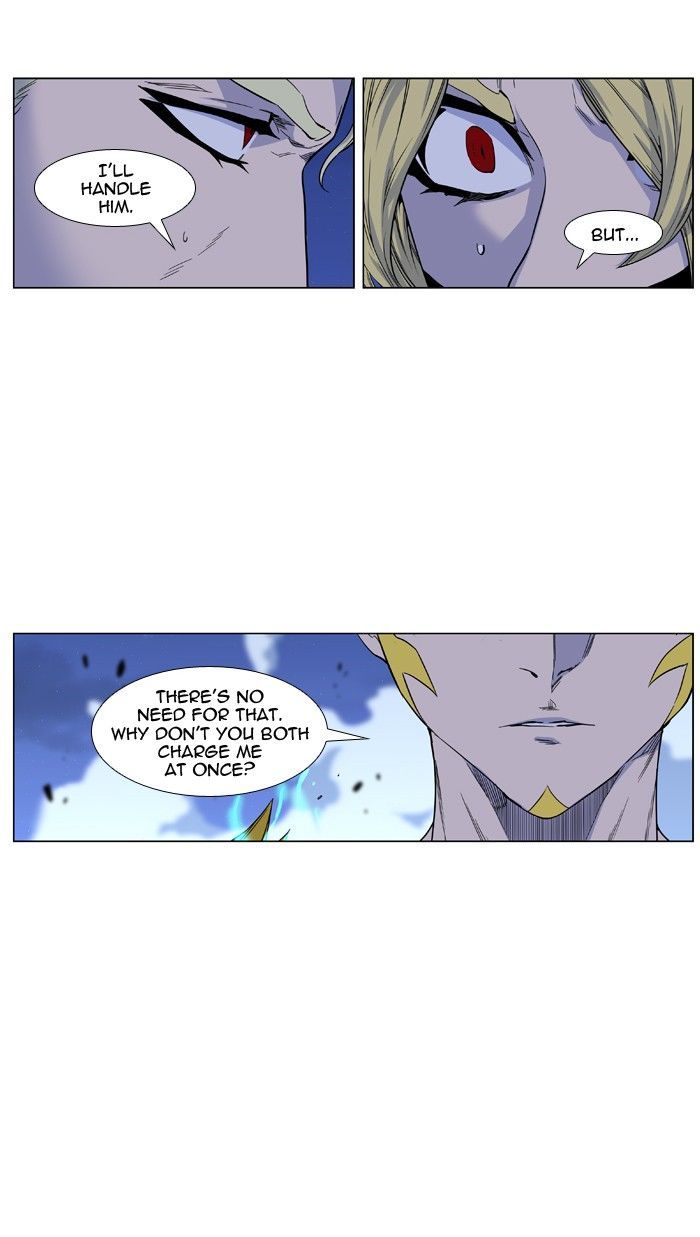 I'LL
HANDLE
HIM.
BUT...
THERE'S NO
NEED FOR THAT.
WHY DON'T YOU BOTH
CHARGE ME
AT ONCE?